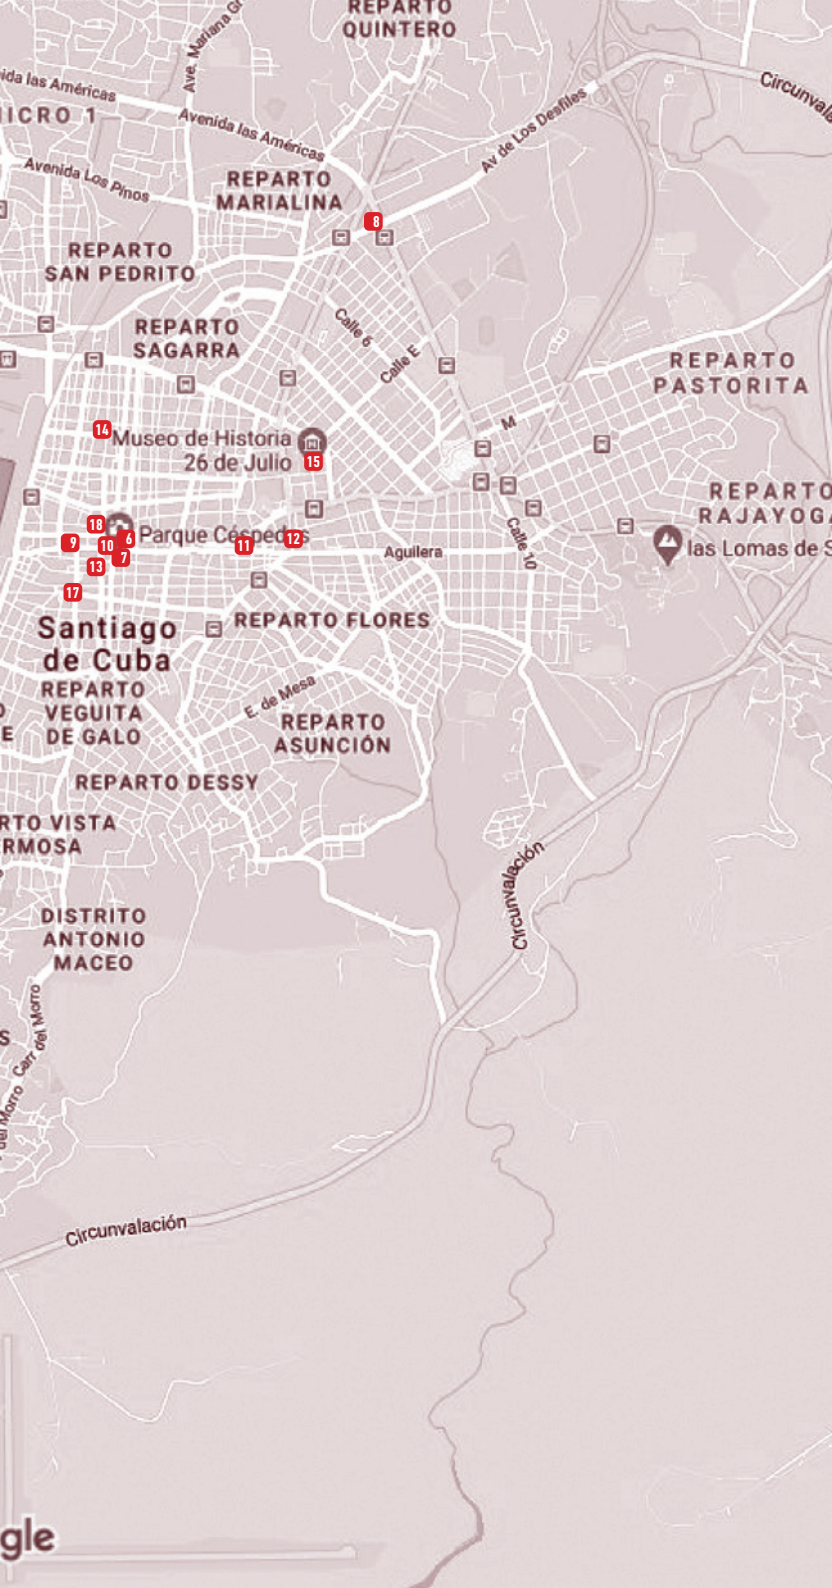 REPARTO
QUINTERO
Ave. Mariana Gr
ida las Américas
Circunvala
MICRO 1
Avenida las Américas
Av de Los Desfiles
Avenida Los Pinos
REPARTO
MARIALINA
8
REPARTO
SAN PEDRITO
Calle 6
REPARTO
SAGARRA
Calle E
REPARTO
PASTORITA
M
14
Museo de Historia
26 de Julio
15
REPARTO
RAJAYOGA
18
Parque Céspedes
6
9
10
7
11
12
13
Aguilera
Calle 10
las Lomas de S
17
Santiago
de Cuba
REPARTO FLORES
REPARTO
VEGUITA
DE GALO
O
E
E. de Mesa
REPARTO
ASUNCIÓN
REPARTO DESSY
RTO VISTA
RMOSA
Circunvalación
DISTRITO
ANTONIO
MACEO
S
Carr del Morro
del Morro
Circunvalación
gle